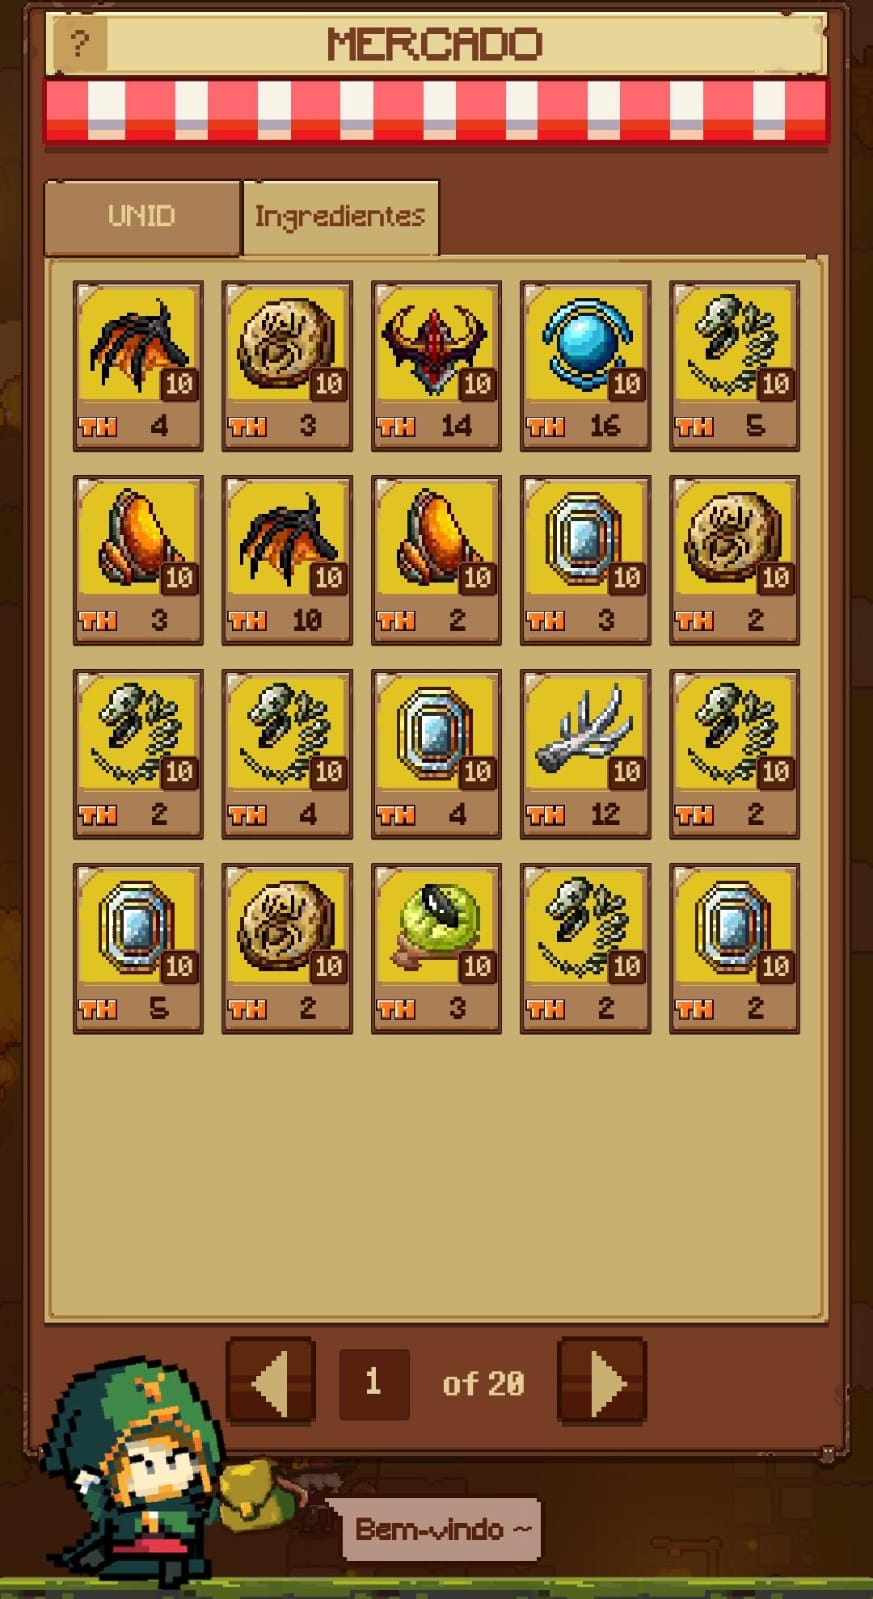 ?
MERCADO
UNID
Ingredientes
10 10 10 10 10
TH 4 TH 3 TH 14 TH 16 TH 5
10 10 10 10 10
TH 3 TH 10 TH 2 TH 3 TH 2
10 10 10 10 10
TH 2 TH 4 TH 4 TH 12 TH 2
10 10 10 10 10
TH 5 TH 2 TH 3 TH 2 TH 2
1 of 20
Bem-vindo ~